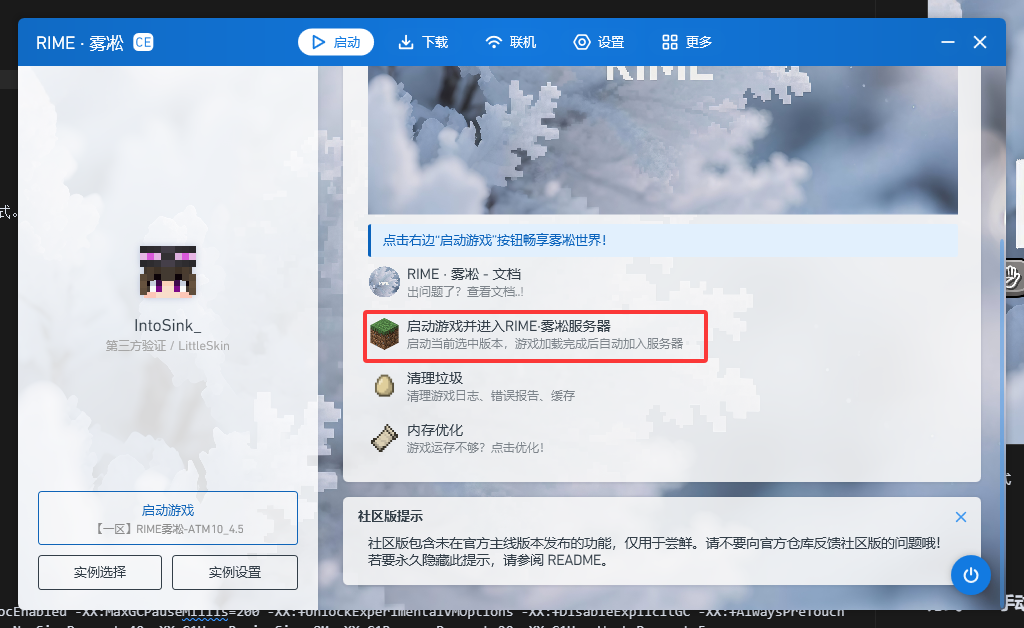 RIME · 雾凇 CE
启动
下载
联机
设置
更多
RIME
式。
点击右边“启动游戏”按钮畅享雾凇世界！
RIME · 雾凇 - 文档
出问题了？查看文档..!
启动游戏并进入RIME·雾凇服务器
启动当前选中版本，游戏加载完成后自动加入服务器
清理垃圾
清理游戏日志、错误报告、缓存
内存优化
游戏运存不够？点击优化!
IntoSink_
第三方验证 / LittleSkin
启动游戏
【一区】RIME雾凇-ATM10_4.5
实例选择
实例设置
社区版提示
社区版包含未在官方主线版本发布的功能，仅用于尝鲜。请不要向官方仓库反馈社区版的问题哦！
若要永久隐藏此提示，请参阅 README。
ocEnabled -XX:MaxGCPauseMillis=200 -XX:+UnlockExperimentalVMOptions -XX:+DisableExplicitGC -XX:+AlwaysPreTouch